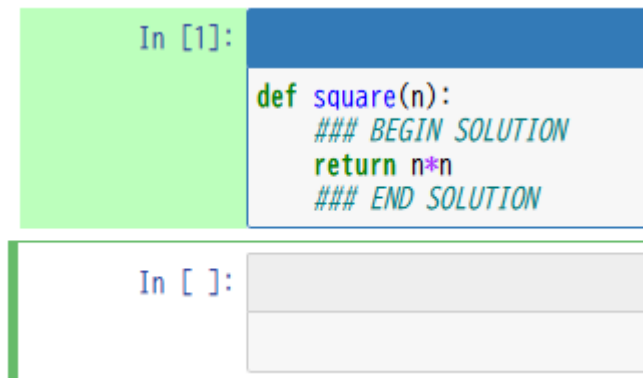 In [1]:
def square(n):
    ### BEGIN SOLUTION
    return n*n
    ### END SOLUTION
In [ ]: